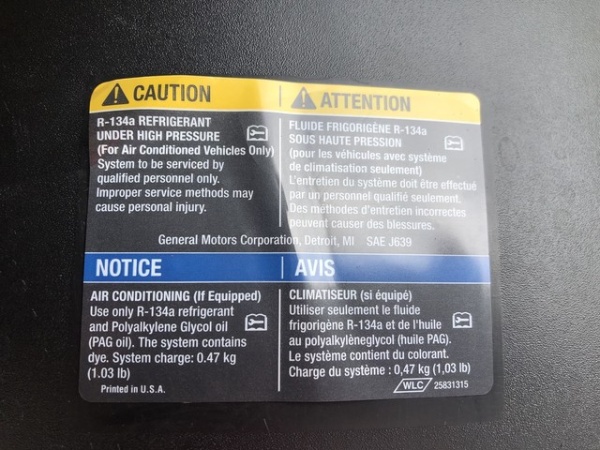 CAUTION
R-134a REFRIGERANT
UNDER HIGH PRESSURE
(For Air Conditioned Vehicles Only)
System to be serviced by
qualified personnel only.
Improper service methods may
cause personal injury.
ATTENTION
FLUIDE FRIGORIGÈNE R-134a
SOUS HAUTE PRESSION
(pour les véhicules avec système
de climatisation seulement)
L'entretien du système doit être effectué
par un personnel qualifié seulement.
Des methodes d'entretien incorrectes
peuvent causer des blessures.
General Motors Corporation, Detroit, MI SAE J639
NOTICE
AIR CONDITIONING (If Equipped)
Use only R-134a refrigerant
and Polyalkylene Glycol oil
(PAG oil). The system contains
dye. System charge: 0.47 kg
(1.03 lb)
Printed in U.S.A.
AVIS
CLIMATISEUR (si équipé)
Utiliser seulement le fluide
frigorigène R-134a et de l'huile
au polyalkylèneglycol (huile PAG).
Le système contient du colorant.
Charge du système : 0,47 kg (1,03 lb)
WLC 25831315